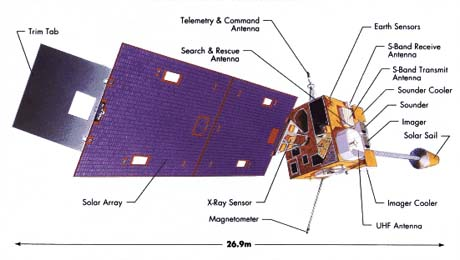 Telemetry & Command
Antenna
Earth Sensors
Trim Tab
Search & Rescue
Antenna
S-Band Receive
Antenna
S-Band Transmit
Antenna
Sounder Cooler
Sounder
Imager
Solar Sail
Solar Array
X-Ray Sensor
Magnetometer
Imager Cooler
UHF Antenna
26.9m